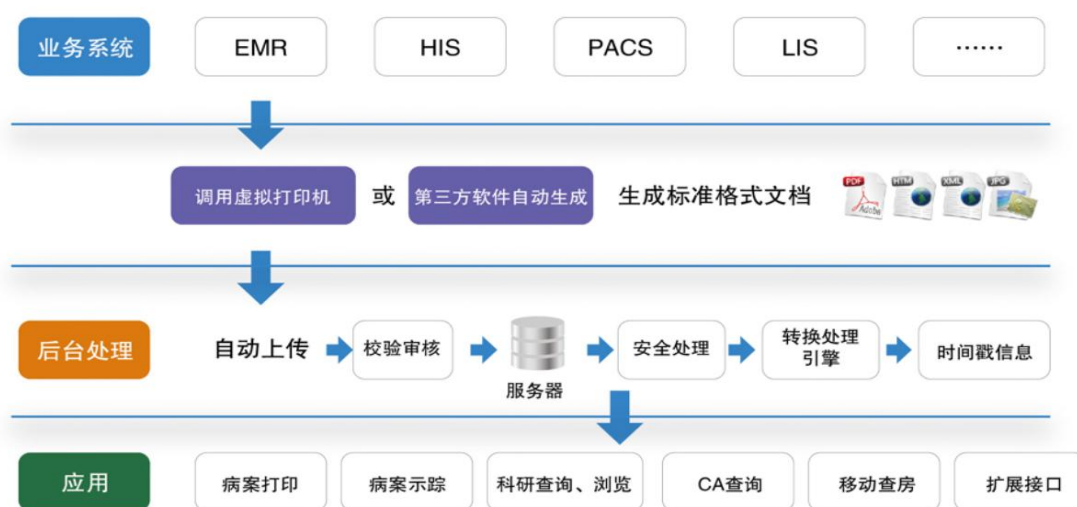 业务系统 EMR HIS PACS LIS ······
调用虚拟打印机 或 第三方软件自动生成 生成标准格式文档 PDF Adobe HTM XML JPG
后台处理 自动上传 校验审核 服务器 安全处理 转换处理
引擎 时间戳信息
应用 病案打印 病案示踪 科研查询、浏览 CA查询 移动查房 扩展接口